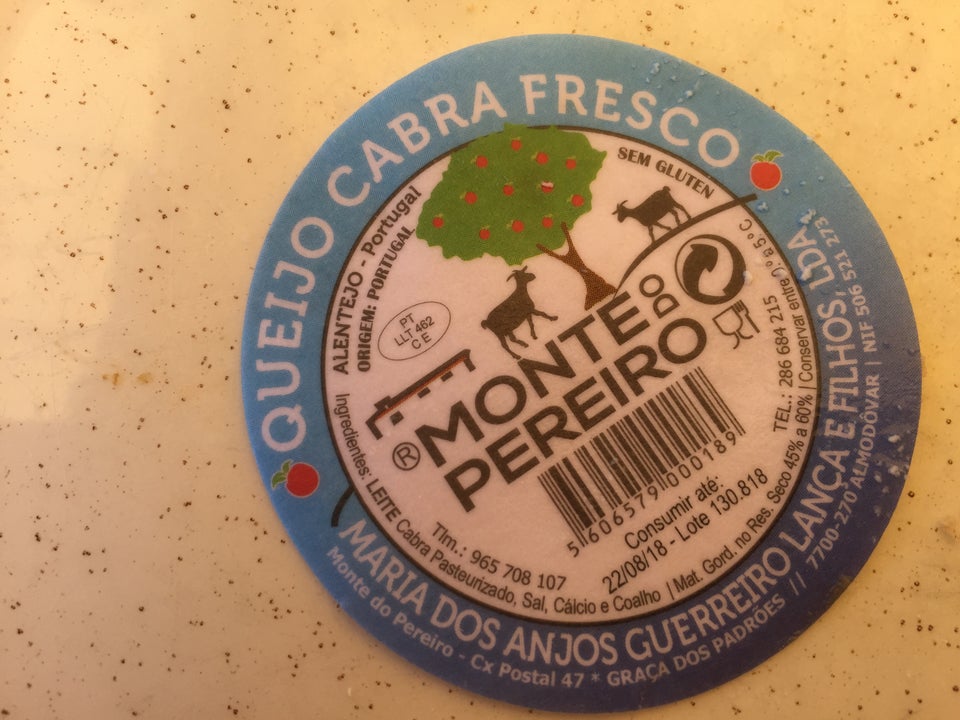 QUEIJO CABRA FRESCO
SEM GLUTEN
ALENTEJO - Portugal
ORIGEM: PORTUGAL
PT
LLT 462
CE
® MONTE
DO
PEREIRO
5 606579 000189
Consumir até:
22/08/18 - Lote 130.818
Tlm.: 965 708 107
TEL.: 286 684 215
Ingredientes: LEITE Cabra Pasteurizado, Sal, Cálcio e Coalho | Mat. Gord. no Res. Seco 45% a 60% | Conservar entre 1º e 5ºC
MARIA DOS ANJOS GUERREIRO LANÇA E FILHOS, LDA
Monte do Pereiro - Cx Postal 47 * GRAÇA DOS PADRÕES // 7700-270 ALMODÔVAR | NIF 506 521 273